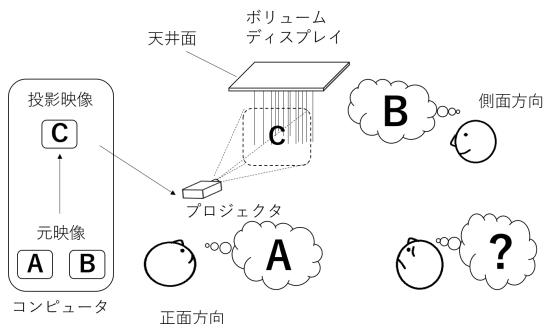 ボリューム
ディスプレイ
天井面
投影映像
C
元映像
A B
コンピュータ
C
プロジェクタ
B
側面方向
A
正面方向
?